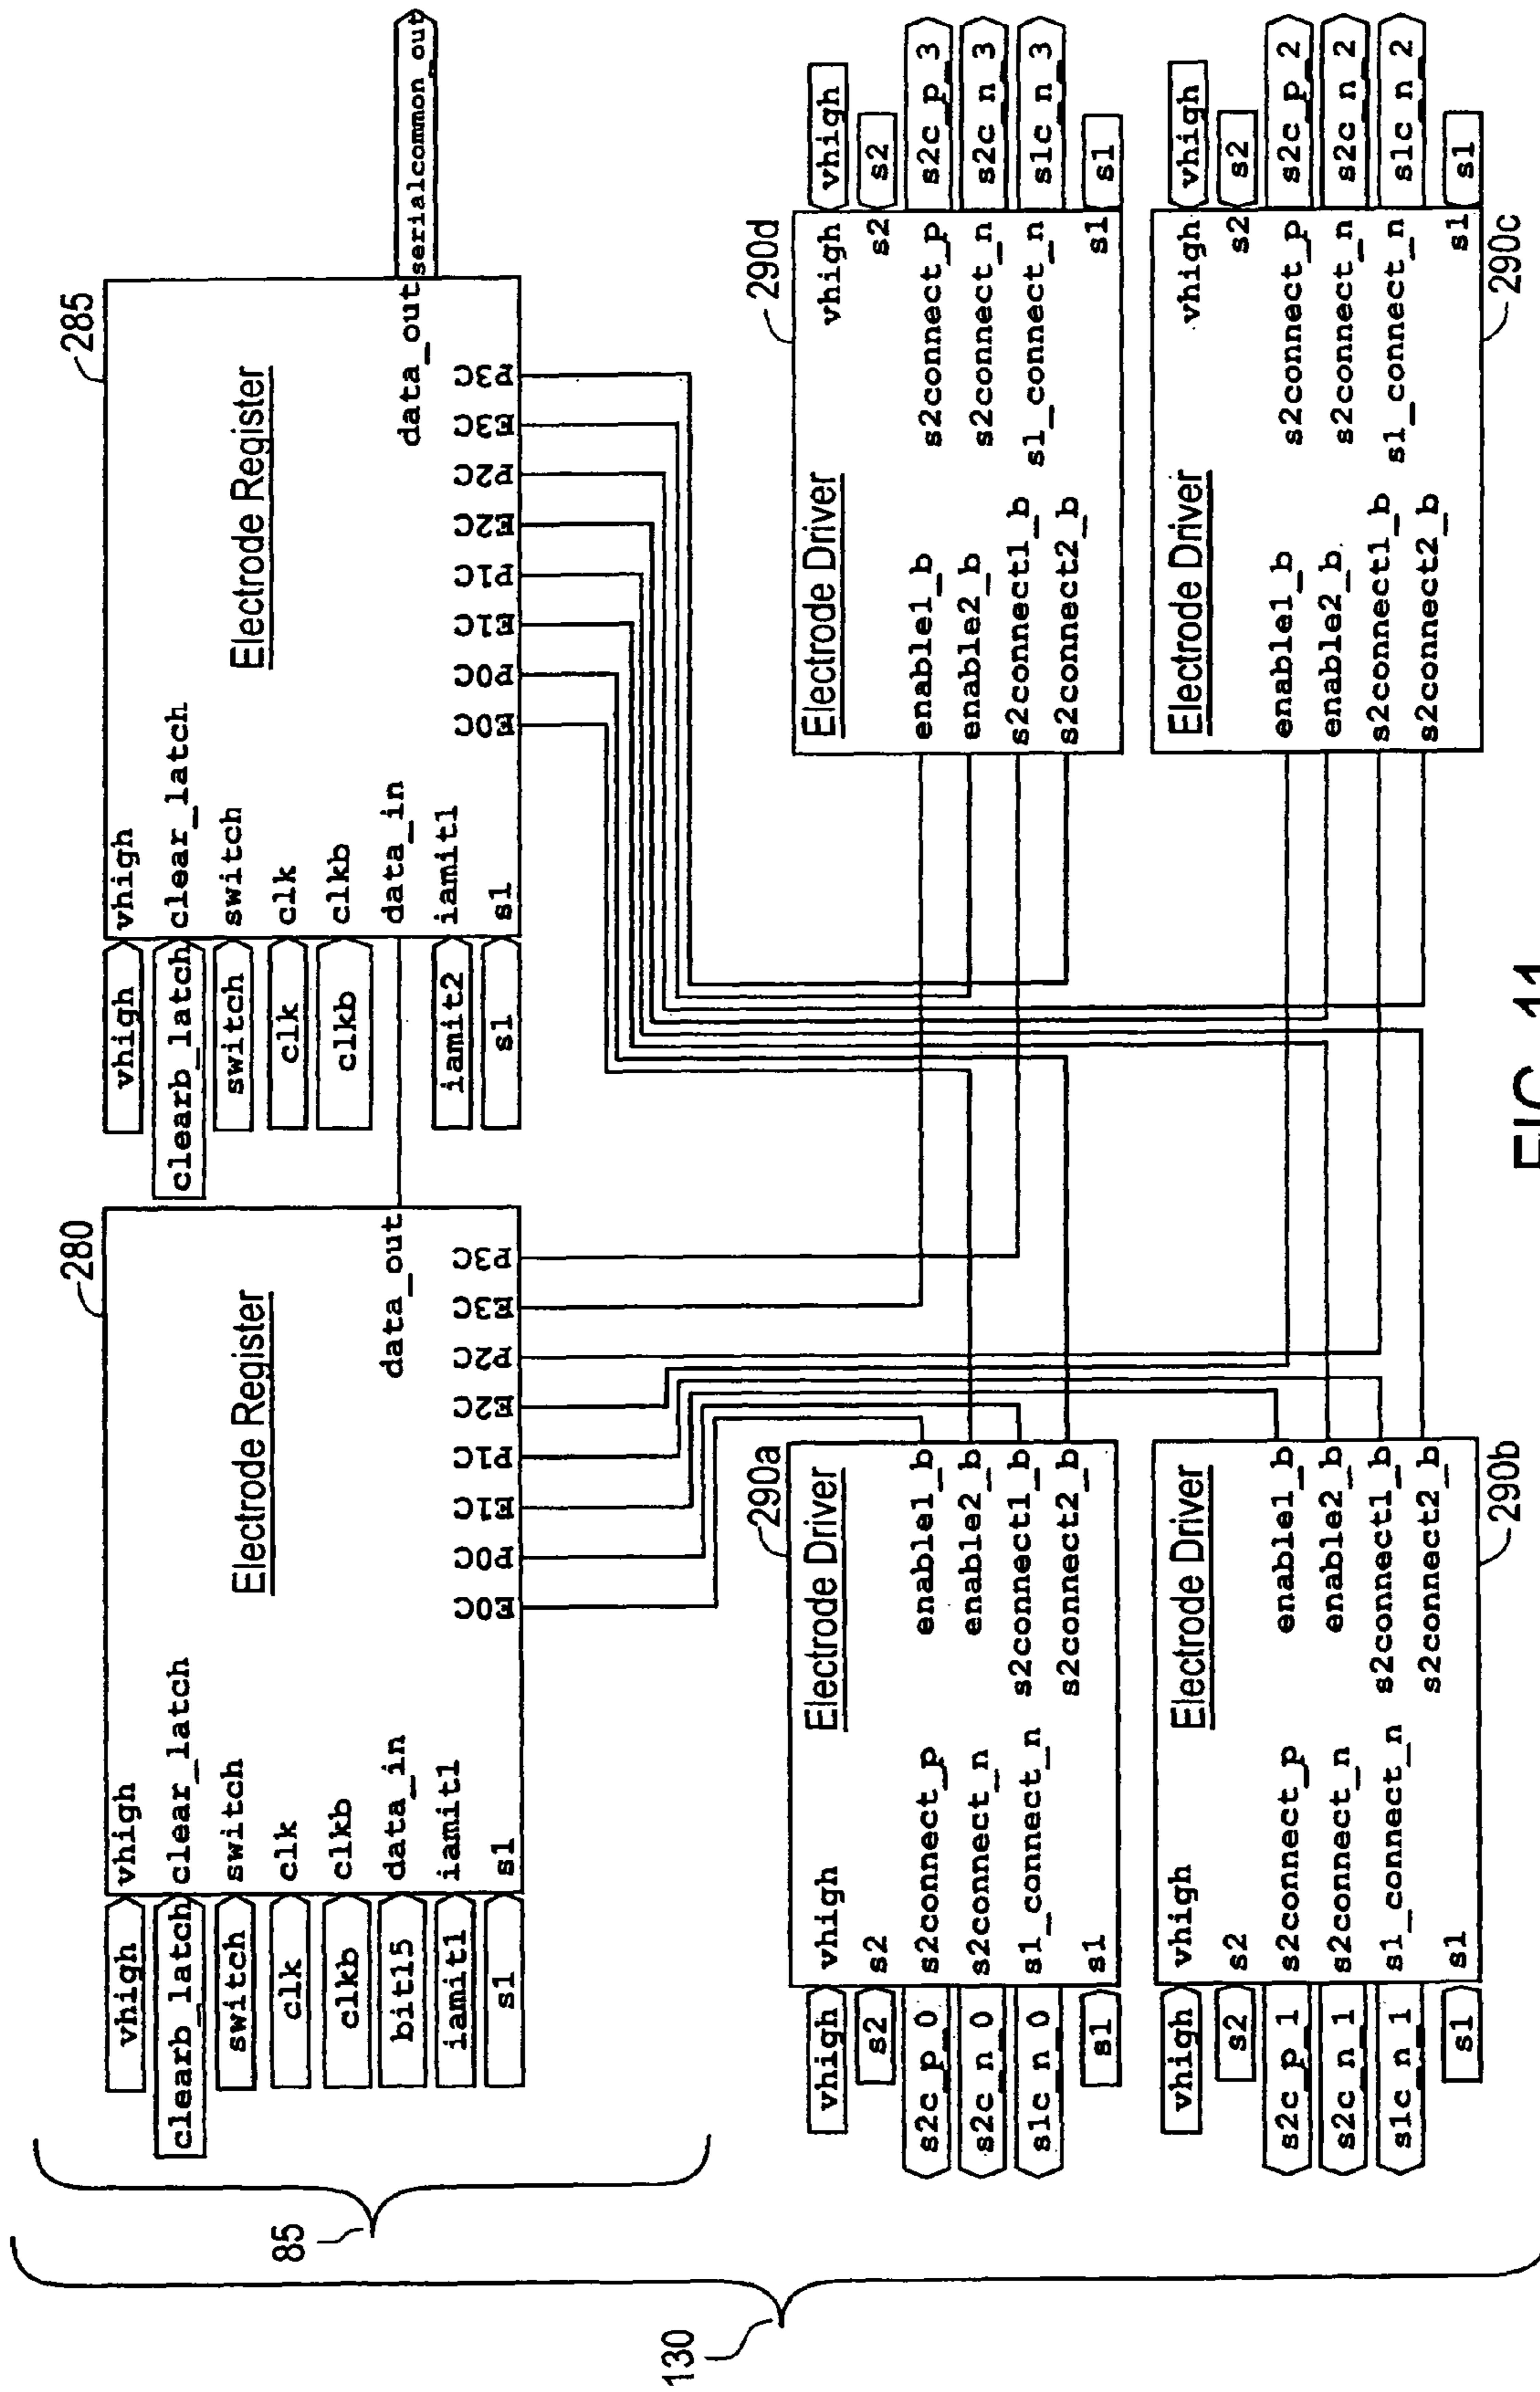 130
85
280
Electrode Register
vhigh vhigh
clearb_latch clear_latch
switch switch
clk clk
clkb clkb
bit15 data_in
iamit1 iamit1
s1 s1
data_out
E0C P0C E1C P1C E2C P2C E3C P3C
285
Electrode Register
vhigh vhigh
clearb_latch clear_latch
switch switch
clk clk
clkb clkb
data_in
iamit2 iamit1
s1 s1
data_out serialcommon_out
E0C P0C E1C P1C E2C P2C E3C P3C
290a
Electrode Driver
vhigh vhigh
s2 s2
s2c_p_0 s2connect_p enable1_b
s2c_n_0 s2connect_n enable2_b
s1c_n_0 s1_connect_n s2connect1_b
s2connect2_b
s1 s1
290d
Electrode Driver
vhigh vhigh
s2 s2
enable1_b s2connect_p s2c_p_3
enable2_b s2connect_n s2c_n_3
s2connect1_b s1_connect_n s1c_n_3
s2connect2_b
s1 s1
Electrode Driver
vhigh vhigh
s2 s2
s2c_p_1 s2connect_p enable1_b
s2c_n_1 s2connect_n enable2_b
s1c_n_1 s1_connect_n s2connect1_b
s2connect2_b
s1 s1
290b
Electrode Driver
vhigh vhigh
s2 s2
enable1_b s2connect_p s2c_p_2
enable2_b s2connect_n s2c_n_2
s2connect1_b s1_connect_n s1c_n_2
s2connect2_b
s1 s1
290c
FIG. 11